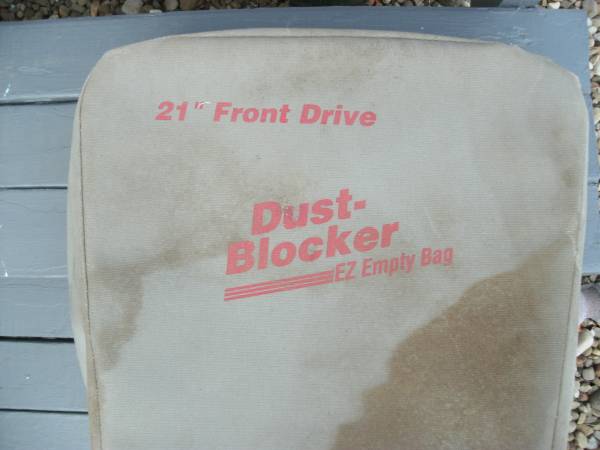 21" Front Drive
Dust-
Blocker
EZ Empty Bag